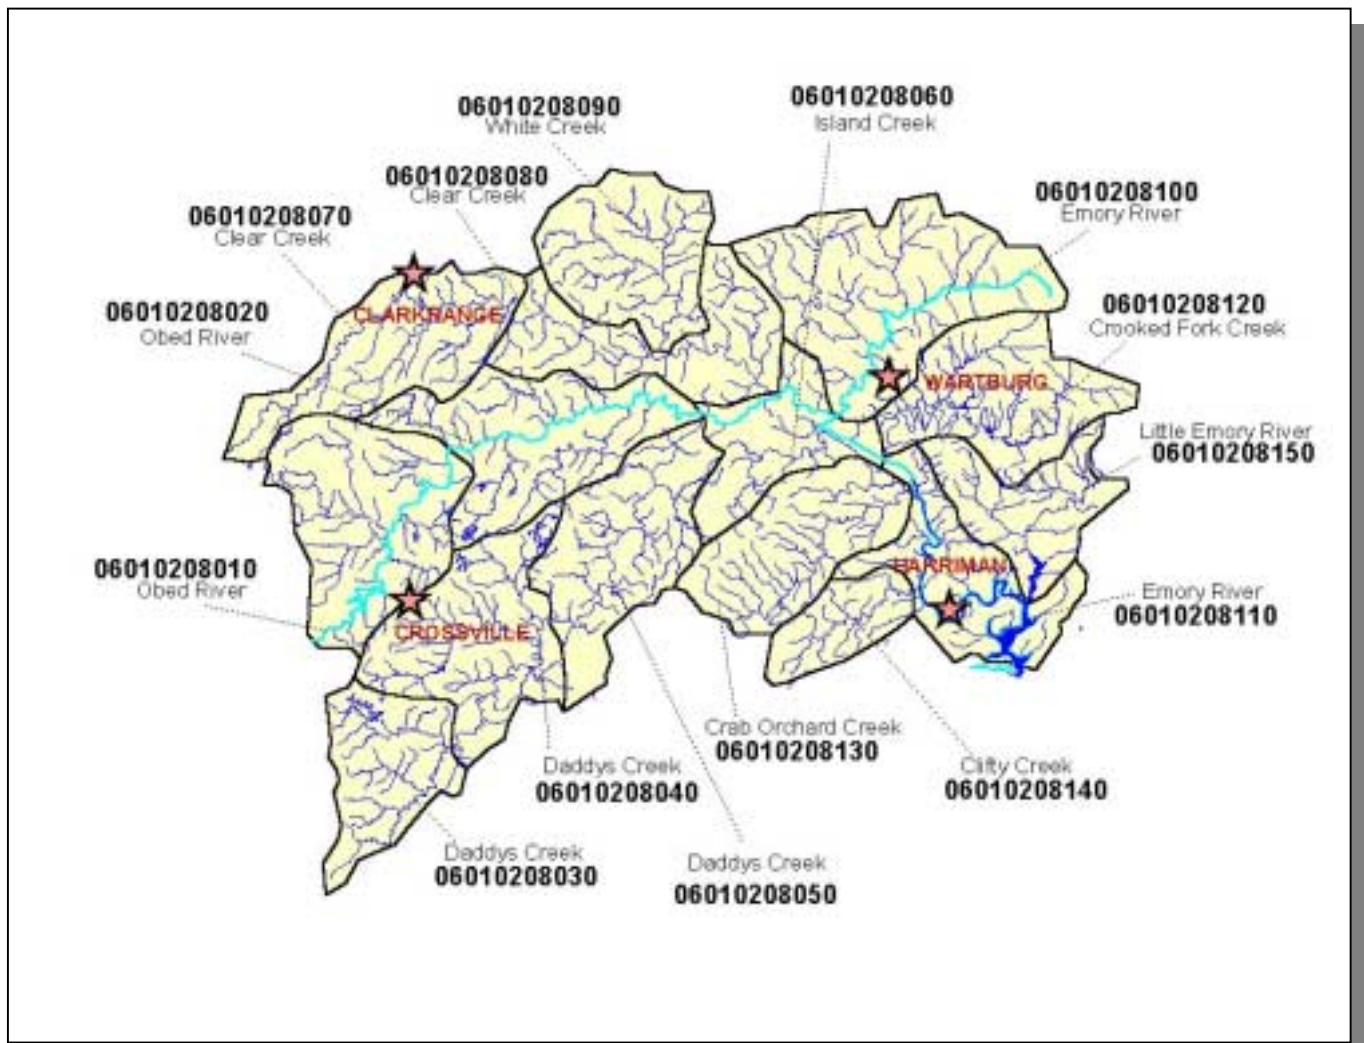 06010208090
White Creek
06010208060
Island Creek
06010208080
Clear Creek
06010208100
Emory River
06010208070
Clear Creek
CLARKRANGE
06010208020
Obed River
06010208120
Crooked Fork Creek
WARTBURG
Little Emory River
06010208150
06010208010
Obed River
HARRIMAN
Emory River
06010208110
CROSSVILLE
Crab Orchard Creek
06010208130
Daddys Creek
06010208040
Clifty Creek
06010208140
Daddys Creek
06010208030
Daddys Creek
06010208050